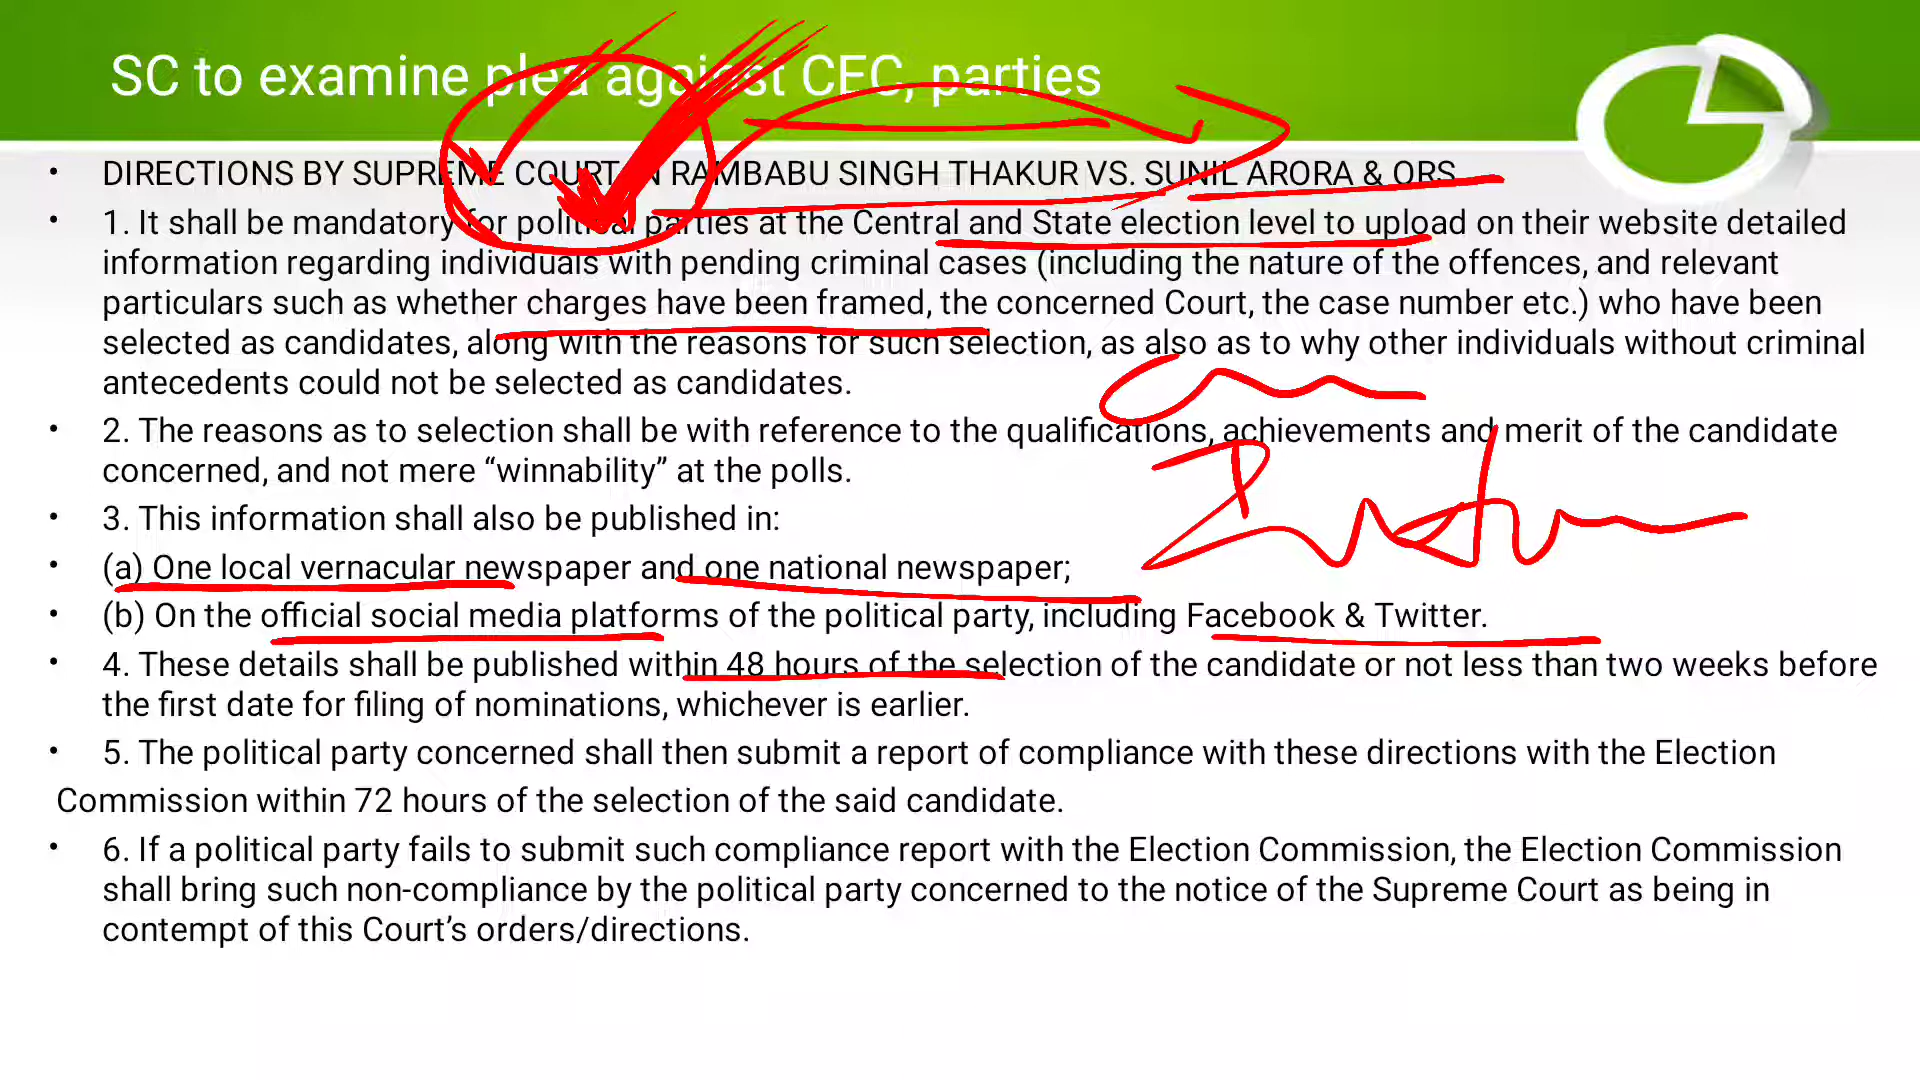 SC to examine plea against CEC, parties
• DIRECTIONS BY SUPREME COURT IN RAMBABU SINGH THAKUR VS. SUNIL ARORA & ORS
• 1. It shall be mandatory for political parties at the Central and State election level to upload on their website detailed
information regarding individuals with pending criminal cases (including the nature of the offences, and relevant
particulars such as whether charges have been framed, the concerned Court, the case number etc.) who have been
selected as candidates, along with the reasons for such selection, as also as to why other individuals without criminal
antecedents could not be selected as candidates.
• 2. The reasons as to selection shall be with reference to the qualifications, achievements and merit of the candidate
concerned, and not mere “winnability” at the polls.
• 3. This information shall also be published in:
• (a) One local vernacular newspaper and one national newspaper;
• (b) On the official social media platforms of the political party, including Facebook & Twitter.
• 4. These details shall be published within 48 hours of the selection of the candidate or not less than two weeks before
the first date for filing of nominations, whichever is earlier.
• 5. The political party concerned shall then submit a report of compliance with these directions with the Election
Commission within 72 hours of the selection of the said candidate.
• 6. If a political party fails to submit such compliance report with the Election Commission, the Election Commission
shall bring such non-compliance by the political party concerned to the notice of the Supreme Court as being in
contempt of this Court’s orders/directions.